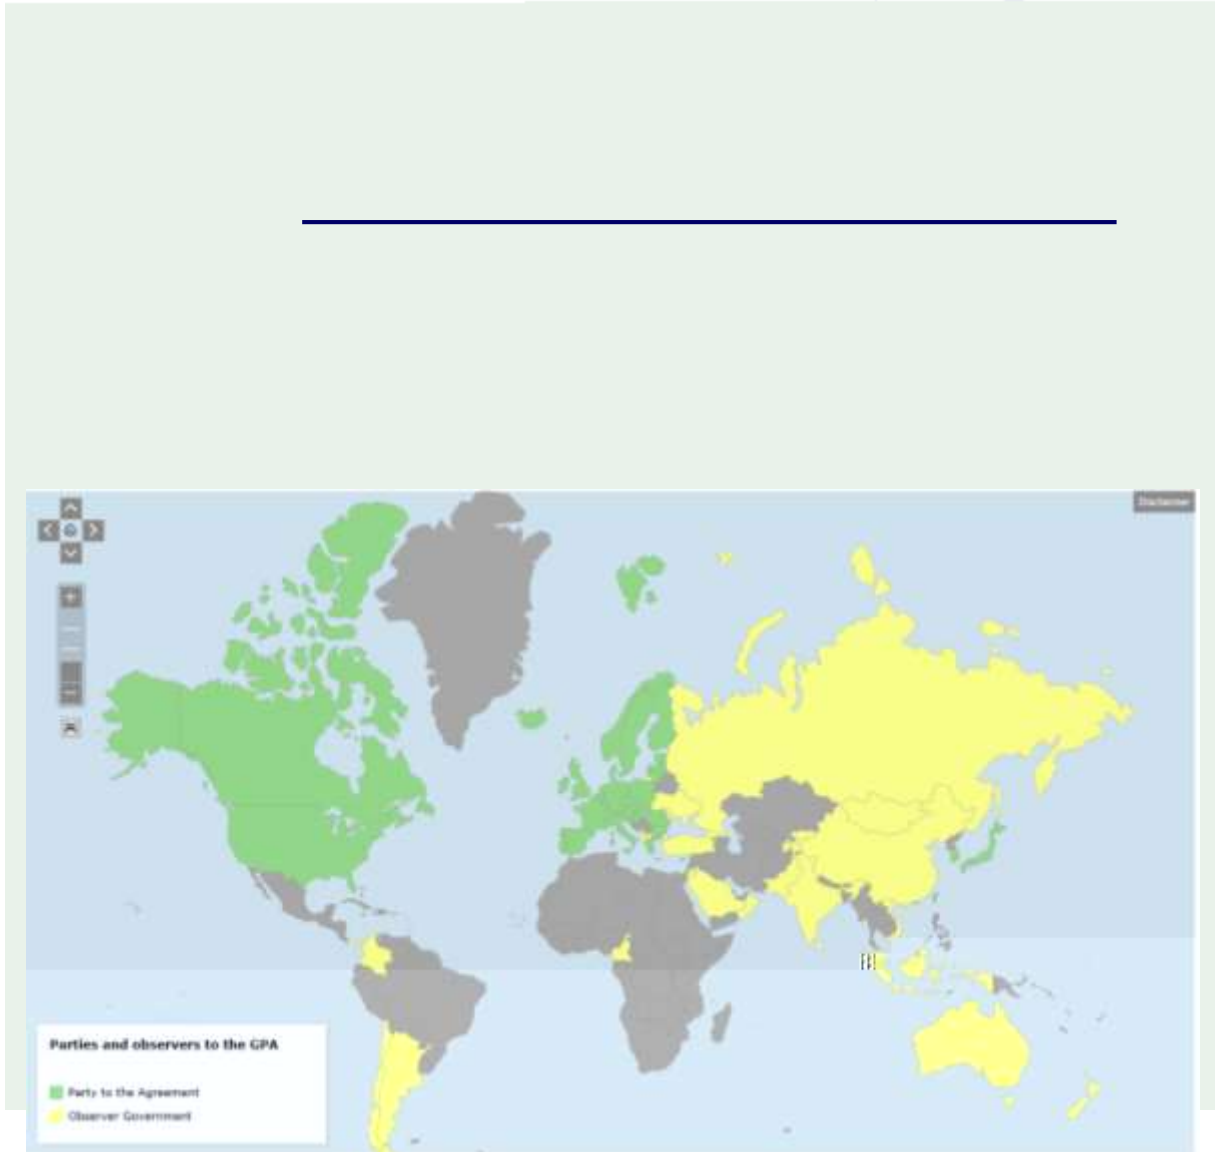 Disclaimer
Parties and observers to the GPA
Party to the Agreement
Observer Government